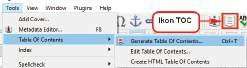 Tools View Window Plugins Help
Ikon TOC
Add Cover...
Metadata Editor... F8
Table Of Contents
Generate Table Of Contents... Ctrl+T
Index
Edit Table Of Contents...
Spellcheck
Create HTML Table Of Contents